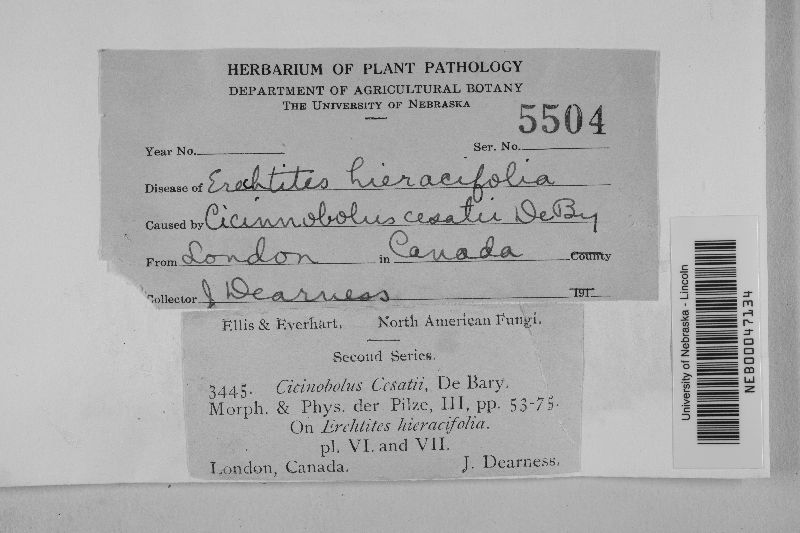 HERBARIUM OF PLANT PATHOLOGY
DEPARTMENT OF AGRICULTURAL BOTANY
THE UNIVERSITY OF NEBRASKA
5504
Year No. Ser. No.
Disease of Erechtites hieracifolia
Caused by Cicinnobolus cesatii DeBy
From London in Canada County
Collector J Dearness 191
Ellis & Everhart, North American Fungi.
Second Series.
3445. Cicinobolus Cesatii, De Bary.
Morph. & Phys. der Pilze, III, pp. 53-75.
On Erchtites hieracifolia.
pl. VI. and VII.
London, Canada. J. Dearness.
University of Nebraska - Lincoln
NEB00047134